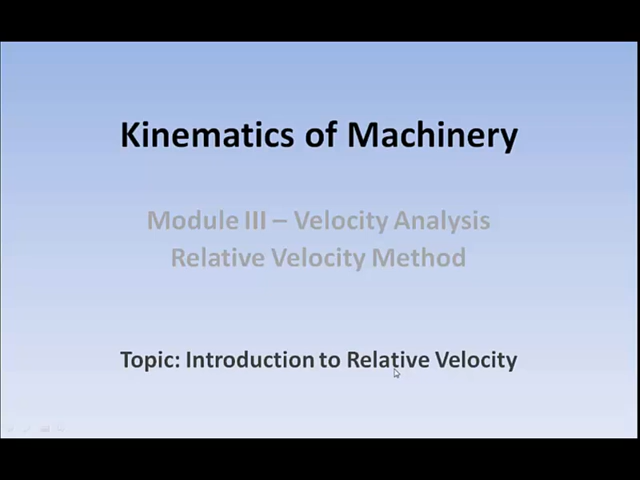 Kinematics of Machinery
Module III – Velocity Analysis
Relative Velocity Method
Topic: Introduction to Relative Velocity